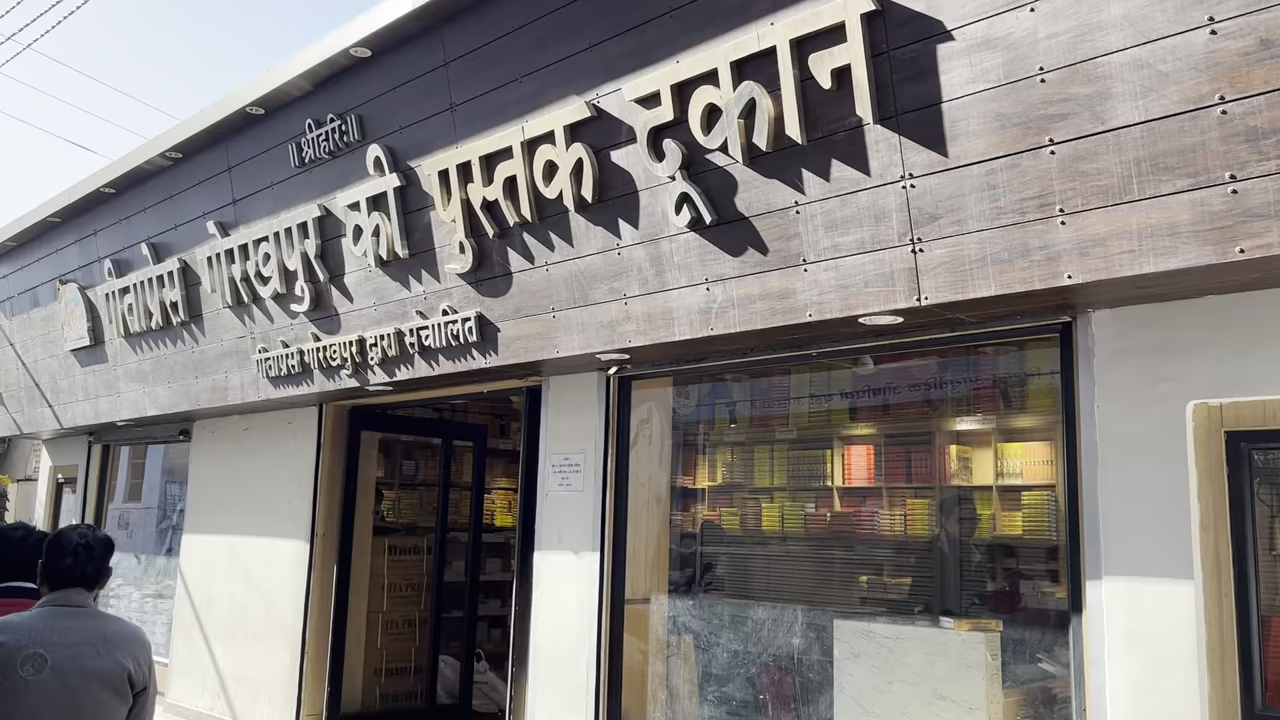 ॥श्रीहरिः॥
गीताप्रेस गोरखपुर की पुस्तक दूकान
गीताप्रेस गोरखपुर द्वारा संचालित